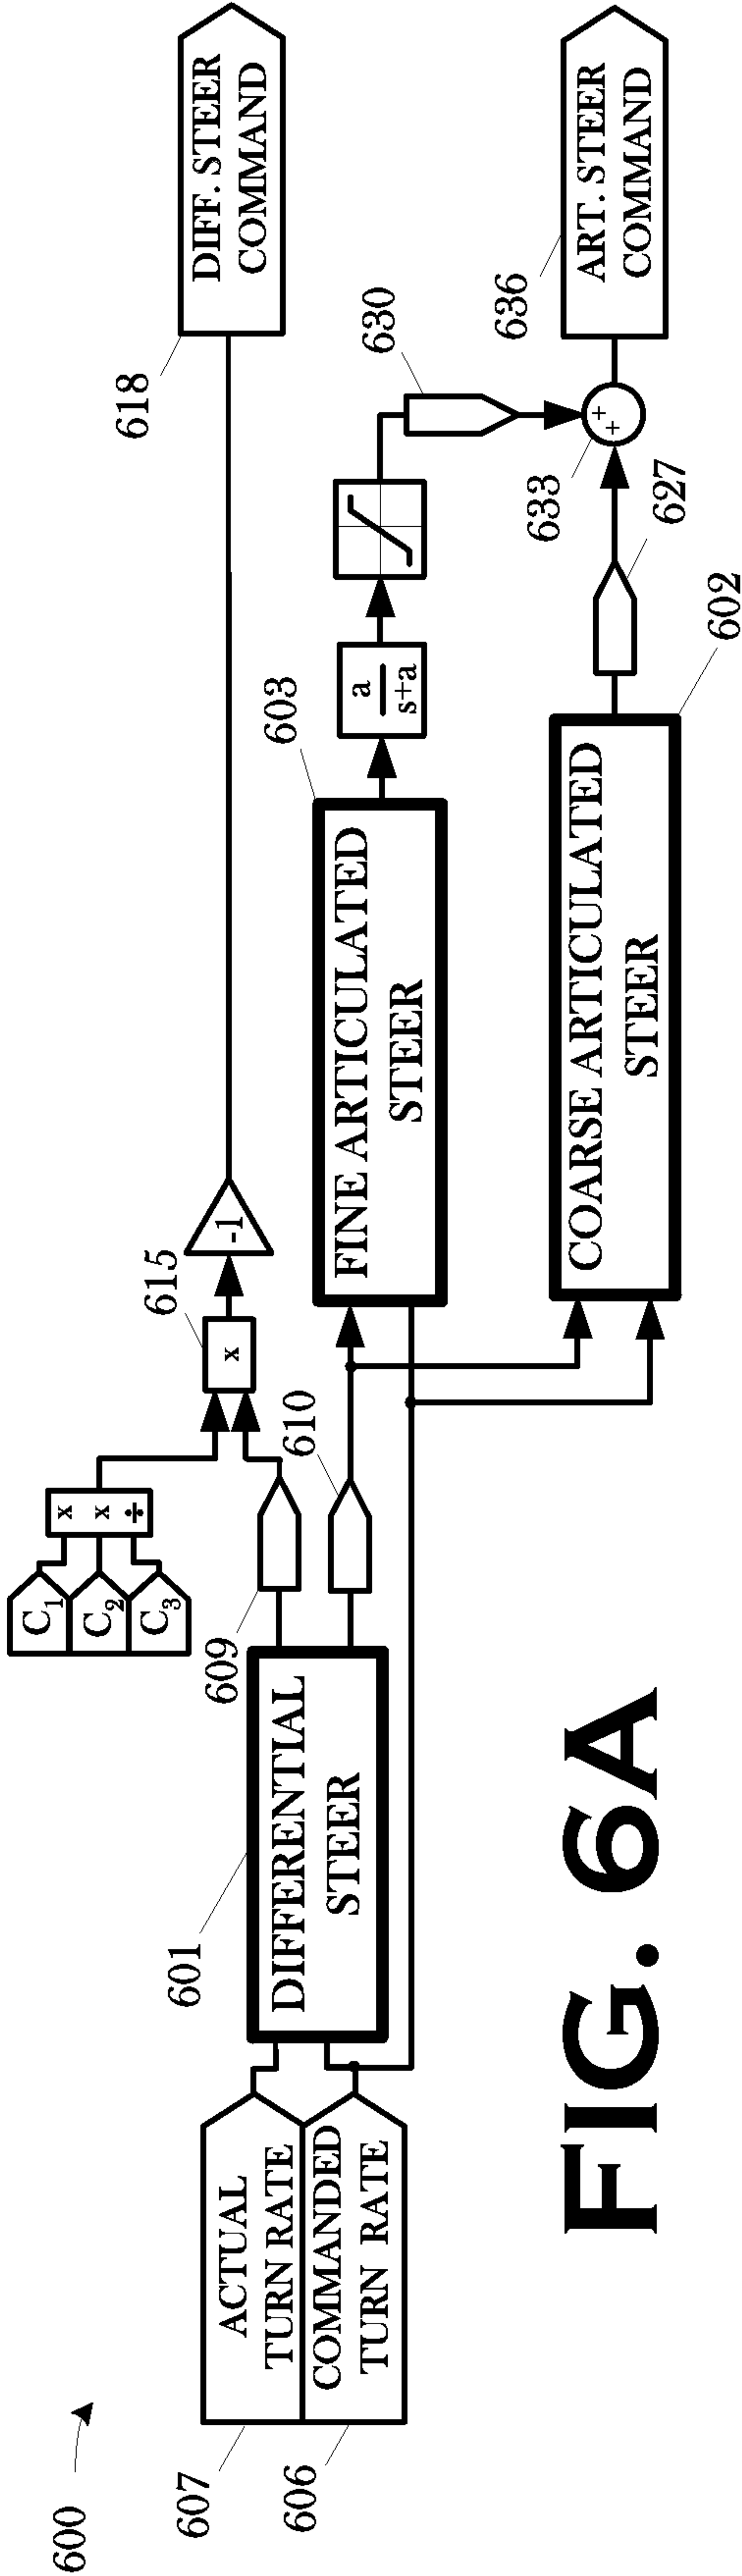 600
607
606
ACTUAL
TURN RATE
COMMANDED
TURN RATE
601
DIFFERENTIAL
STEER
C1
C2
C3
x
x
÷
609
610
615
x
-1
618
DIFF. STEER
COMMAND
603
FINE ARTICULATED
STEER
a
s+a
630
602
COARSE ARTICULATED
STEER
627
633
+
+
636
ART. STEER
COMMAND
FIG. 6A